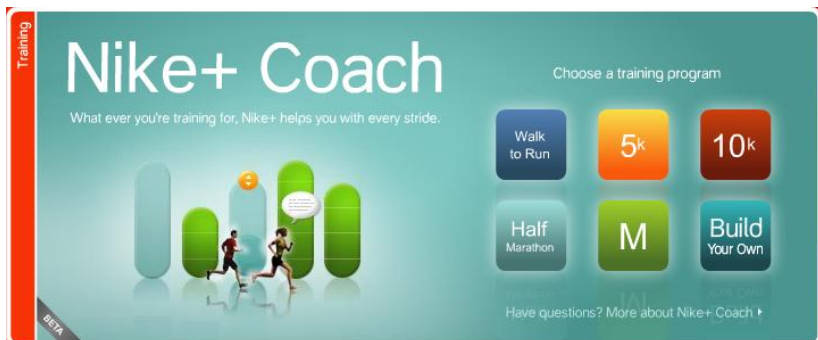 Training
Nike+ Coach
What ever you're training for, Nike+ helps you with every stride.
Choose a training program
Walk
to Run
5k
10k
Half
Marathon
M
Build
Your Own
Have questions? More about Nike+ Coach
BETA